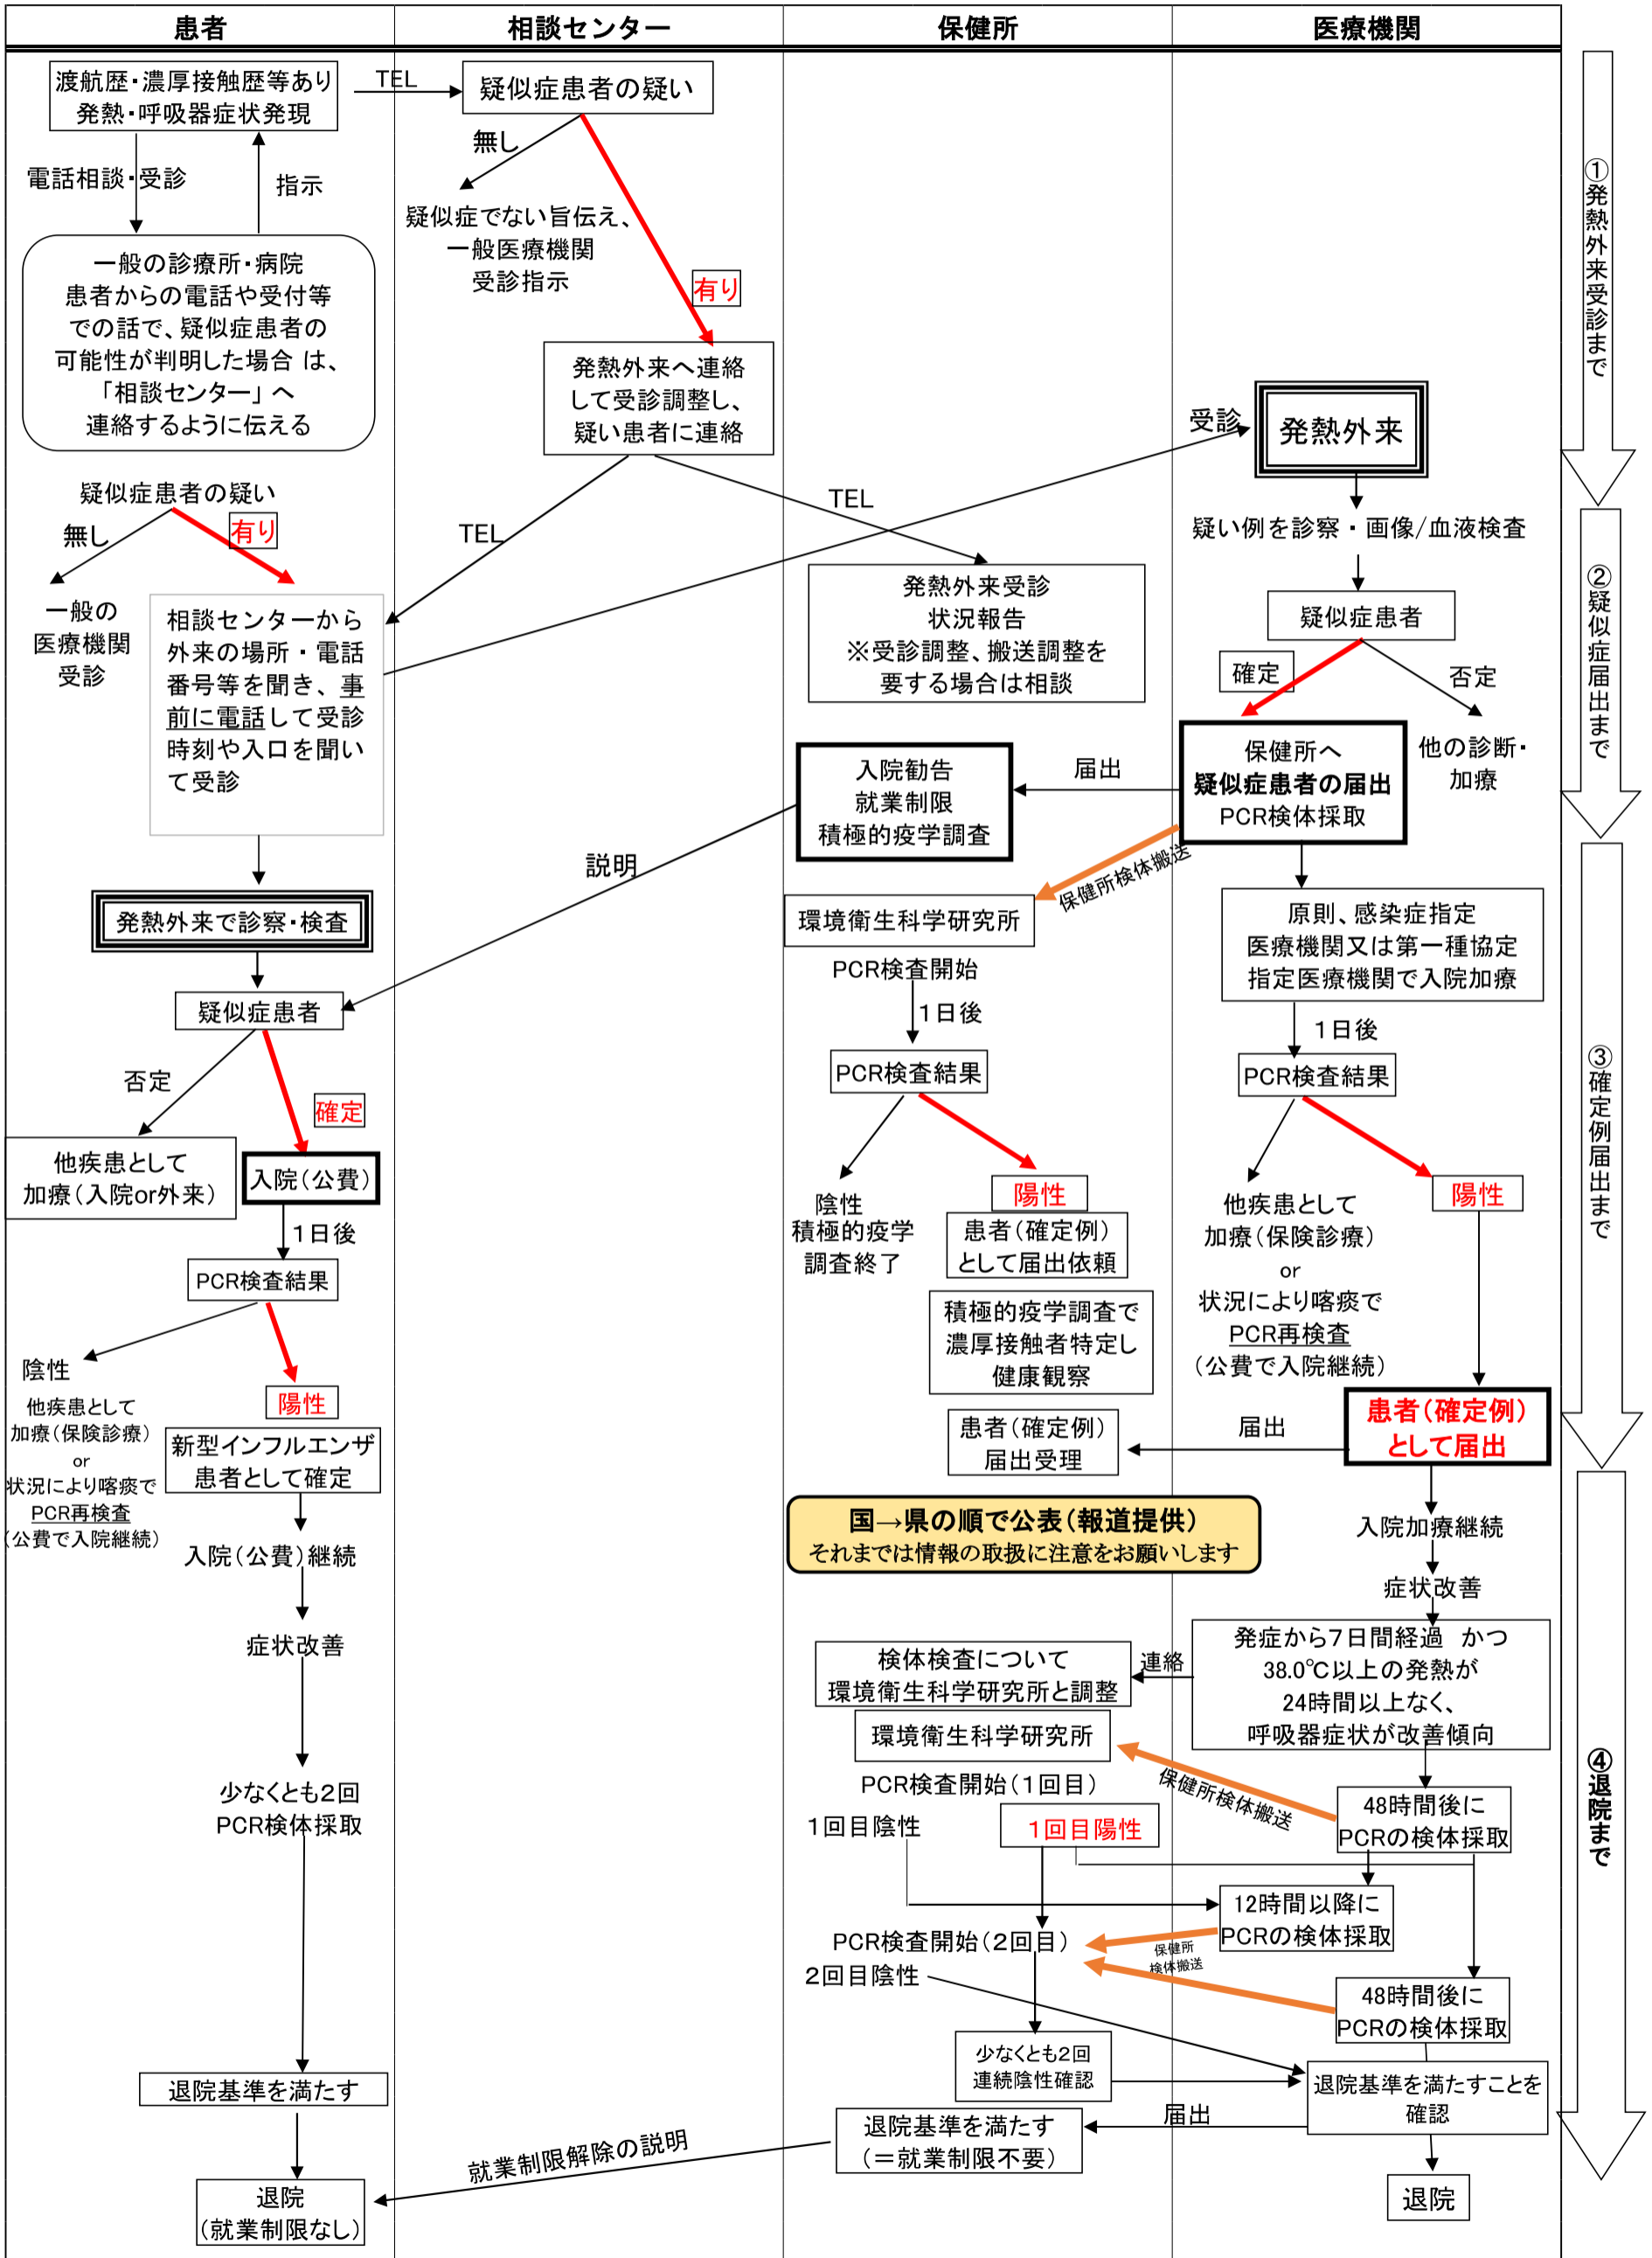 患者
相談センター
保健所
医療機関
渡航歴・濃厚接触歴等あり
発熱・呼吸器症状発現
TEL
疑似症患者の疑い
無し
電話相談・受診
指示
疑似症でない旨伝え、
一般医療機関
受診指示
有り
一般の診療所・病院
患者からの電話や受付等
での話で、疑似症患者の
可能性が判明した場合 は、
「相談センター」 へ
連絡するように伝える
発熱外来へ連絡
して受診調整し、
疑い患者に連絡
受診
発熱外来
①発熱外来受診まで
疑似症患者の疑い
無し
有り
TEL
TEL
疑い例を診察・画像/血液検査
一般の
医療機関
受診
相談センターから
外来の場所・電話
番号等を聞き、事
前に電話して受診
時刻や入口を聞い
て受診
発熱外来受診
状況報告
※受診調整、搬送調整を
要する場合は相談
疑似症患者
確定
否定
②疑似症届出まで
入院勧告
就業制限
積極的疫学調査
届出
保健所へ
疑似症患者の届出
PCR検体採取
他の診断・
加療
説明
保健所検体搬送
発熱外来で診察・検査
環境衛生科学研究所
PCR検査開始
1日後
原則、感染症指定
医療機関又は第一種協定
指定医療機関で入院加療
1日後
疑似症患者
否定
確定
PCR検査結果
PCR検査結果
③確定例届出まで
他疾患として
加療（入院or外来）
入院（公費）
1日後
陰性
積極的疫学
調査終了
陽性
患者（確定例）
として届出依頼
他疾患として
加療（保険診療）
or
状況により喀痰で
PCR再検査
（公費で入院継続）
陽性
PCR検査結果
積極的疫学調査で
濃厚接触者特定し
健康観察
陰性
他疾患として
加療（保険診療）
or
状況により喀痰で
PCR再検査
（公費で入院継続）
陽性
新型インフルエンザ
患者として確定
患者（確定例）
届出受理
届出
患者（確定例）
として届出
国→県の順で公表（報道提供）
それまでは情報の取扱に注意をお願いします
入院（公費）継続
入院加療継続
症状改善
症状改善
検体検査について
環境衛生科学研究所と調整
連絡
発症から7日間経過　かつ
38.0℃以上の発熱が
24時間以上なく、
呼吸器症状が改善傾向
環境衛生科学研究所
PCR検査開始（1回目）
保健所検体搬送
④退院まで
少なくとも2回
PCR検体採取
1回目陰性
1回目陽性
48時間後に
PCRの検体採取
12時間以降に
PCRの検体採取
PCR検査開始（2回目）
保健所
検体搬送
2回目陰性
48時間後に
PCRの検体採取
少なくとも2回
連続陰性確認
退院基準を満たす
退院基準を満たすことを
確認
届出
退院基準を満たす
（＝就業制限不要）
就業制限解除の説明
退院
（就業制限なし）
退院